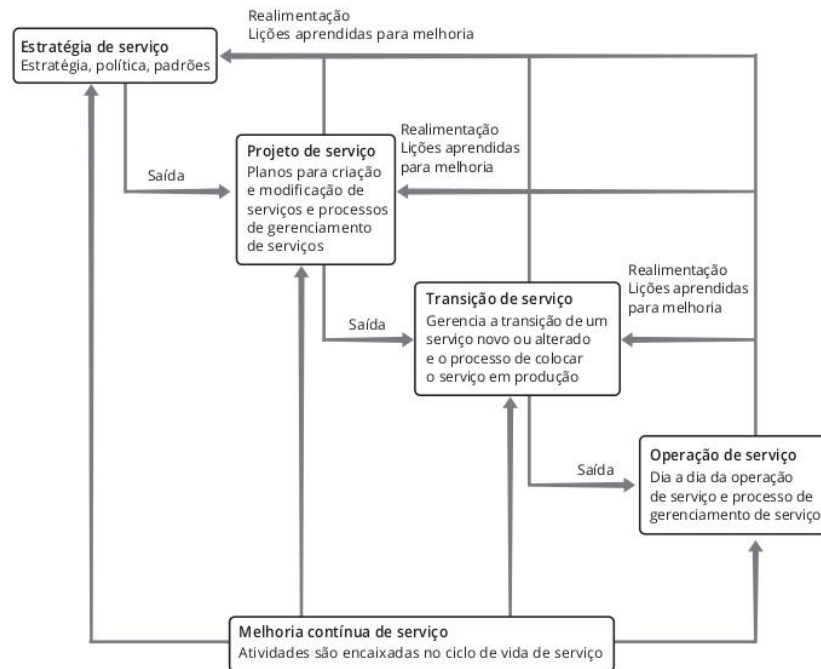 Realimentação
Lições aprendidas para melhoria
Estratégia de serviço
Estratégia, política, padrões
Saída
Projeto de serviço
Planos para criação
e modificação de
serviços e processos
de gerenciamento
de serviços
Realimentação
Lições aprendidas
para melhoria
Saída
Transição de serviço
Gerencia a transição de um
serviço novo ou alterado
e o processo de colocar
o serviço em produção
Realimentação
Lições aprendidas
para melhoria
Saída
Operação de serviço
Dia a dia da operação
de serviço e processo de
gerenciamento de serviço
Melhoria contínua de serviço
Atividades são encaixadas no ciclo de vida de serviço